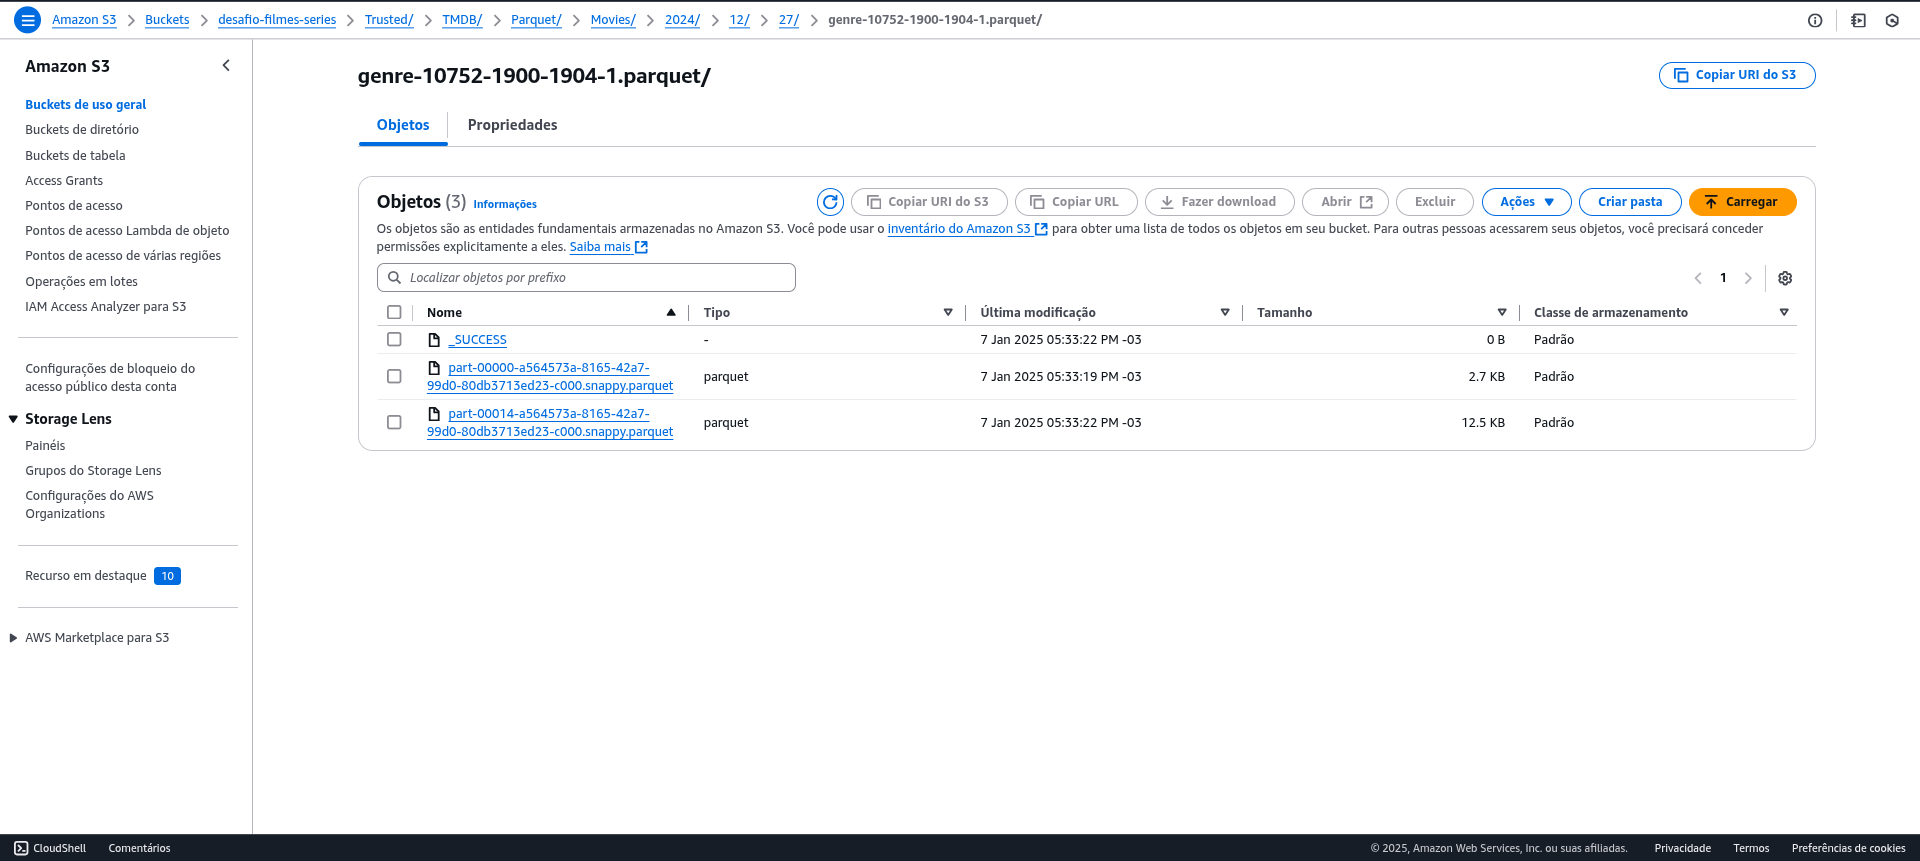 Amazon S3 Buckets desafio-filmes-series Trusted/ TMDB/ Parquet/ Movies/ 2024/ 12/ 27/ genre-10752-1900-1904-1.parquet/
Amazon S3
Buckets de uso geral
Buckets de diretório
Buckets de tabela
Access Grants
Pontos de acesso
Pontos de acesso Lambda de objeto
Pontos de acesso de várias regiões
Operações em lotes
IAM Access Analyzer para S3
Configurações de bloqueio do
acesso público desta conta
Storage Lens
Painéis
Grupos do Storage Lens
Configurações do AWS
Organizations
Recurso em destaque 10
AWS Marketplace para S3
genre-10752-1900-1904-1.parquet/
Copiar URI do S3
Objetos Propriedades
Objetos (3) Informações
Copiar URI do S3 Copiar URL Fazer download Abrir Excluir Ações Criar pasta Carregar
Os objetos são as entidades fundamentais armazenadas no Amazon S3. Você pode usar o inventário do Amazon S3 para obter uma lista de todos os objetos em seu bucket. Para outras pessoas acessarem seus objetos, você precisará conceder
permissões explicitamente a eles. Saiba mais
Localizar objetos por prefixo
1
Nome Tipo Última modificação Tamanho Classe de armazenamento
_SUCCESS - 7 Jan 2025 05:33:22 PM -03 0 B Padrão
part-00000-a564573a-8165-42a7-
99d0-80db3713ed23-c000.snappy.parquet parquet 7 Jan 2025 05:33:19 PM -03 2.7 KB Padrão
part-00014-a564573a-8165-42a7-
99d0-80db3713ed23-c000.snappy.parquet parquet 7 Jan 2025 05:33:22 PM -03 12.5 KB Padrão
CloudShell Comentários © 2025, Amazon Web Services, Inc. ou suas afiliadas. Privacidade Termos Preferências de cookies